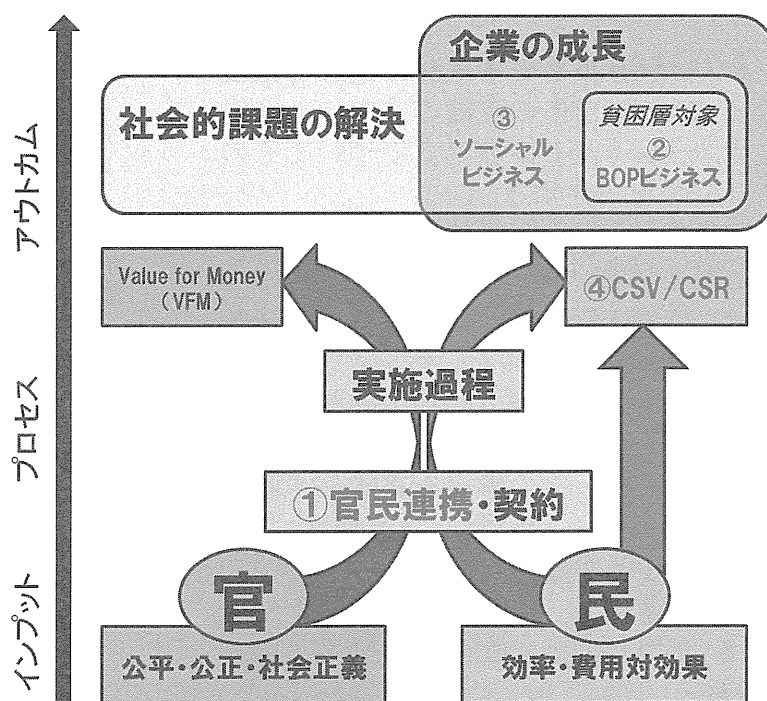 企業の成長
社会的課題の解決
③
ソーシャル
ビジネス
貧困層対象
②
BOPビジネス
アウトカム
Value for Money
（VFM）
④CSV/CSR
実施過程
プロセス
①官民連携・契約
官
民
インプット
公平・公正・社会正義
効率・費用対効果